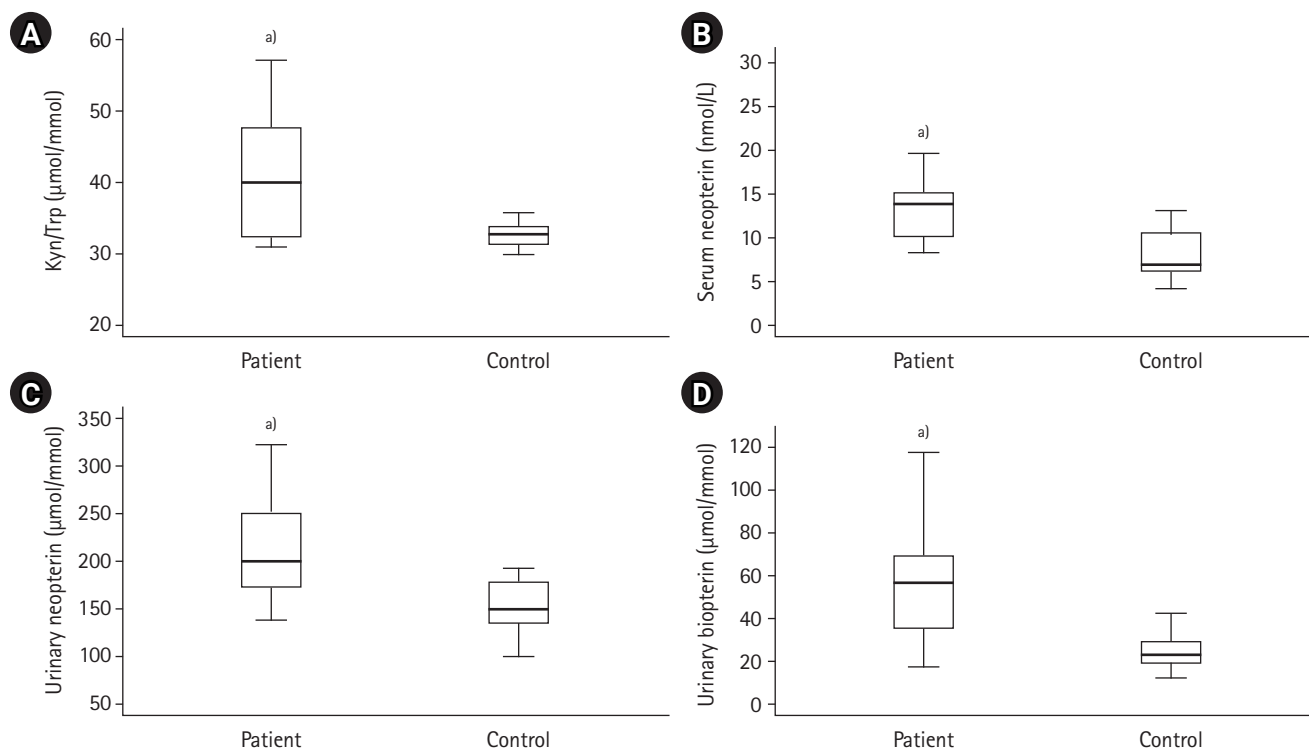 A
Kyn/Trp (μmol/mmol)
60
50
40
30
20
a)
Patient
Control
B
Serum neopterin (nmol/L)
30
25
20
15
10
5
0
a)
Patient
Control
C
Urinary neopterin (μmol/mmol)
350
300
250
200
150
100
50
a)
Patient
Control
D
Urinary biopterin (μmol/mmol)
120
100
80
60
40
20
0
a)
Patient
Control